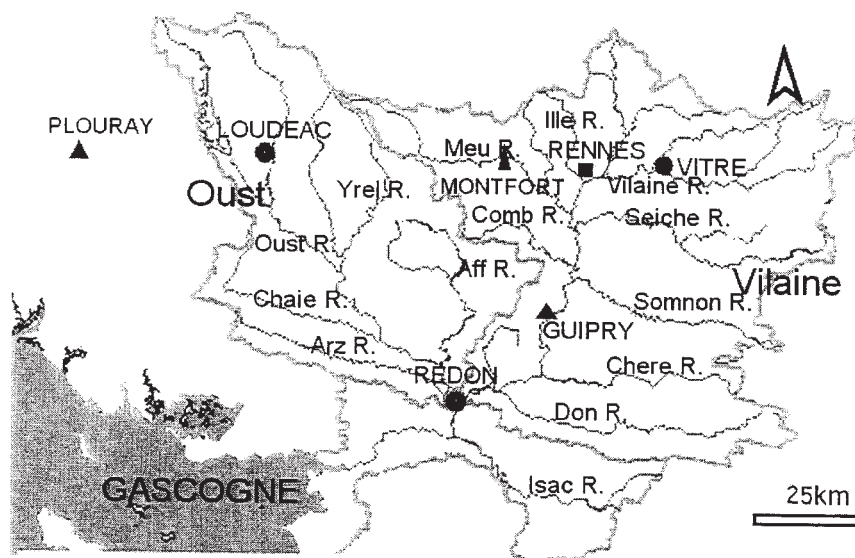 Ille R.
PLOURAY
LOUDEAC
Meu R.
RENNES
VITRE
MONTFORT
Vilaine R.
Oust
Yrel R.
Comb R.
Seiche R.
Oust R.
Aff R.
Vilaine
Chaie R.
Somnon R.
GUIPRY
Arz R.
Chere R.
REDON
Don R.
GASCOGNE
Isac R.
25km